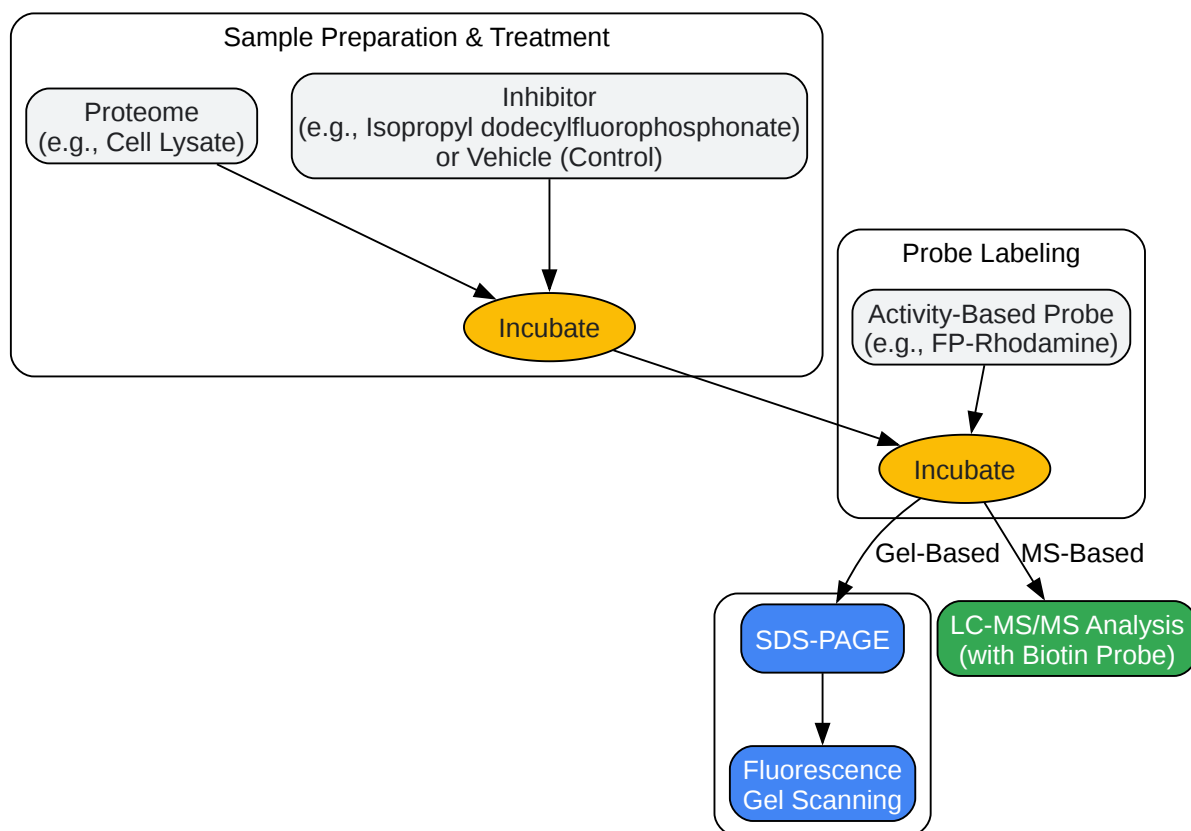 Sample Preparation & Treatment
Proteome
(e.g., Cell Lysate)
Inhibitor
(e.g., Isopropyl dodecylfluorophosphonate)
or Vehicle (Control)
Incubate
Probe Labeling
Activity-Based Probe
(e.g., FP-Rhodamine)
Incubate
Gel-Based
MS-Based
SDS-PAGE
LC-MS/MS Analysis
(with Biotin Probe)
Fluorescence
Gel Scanning